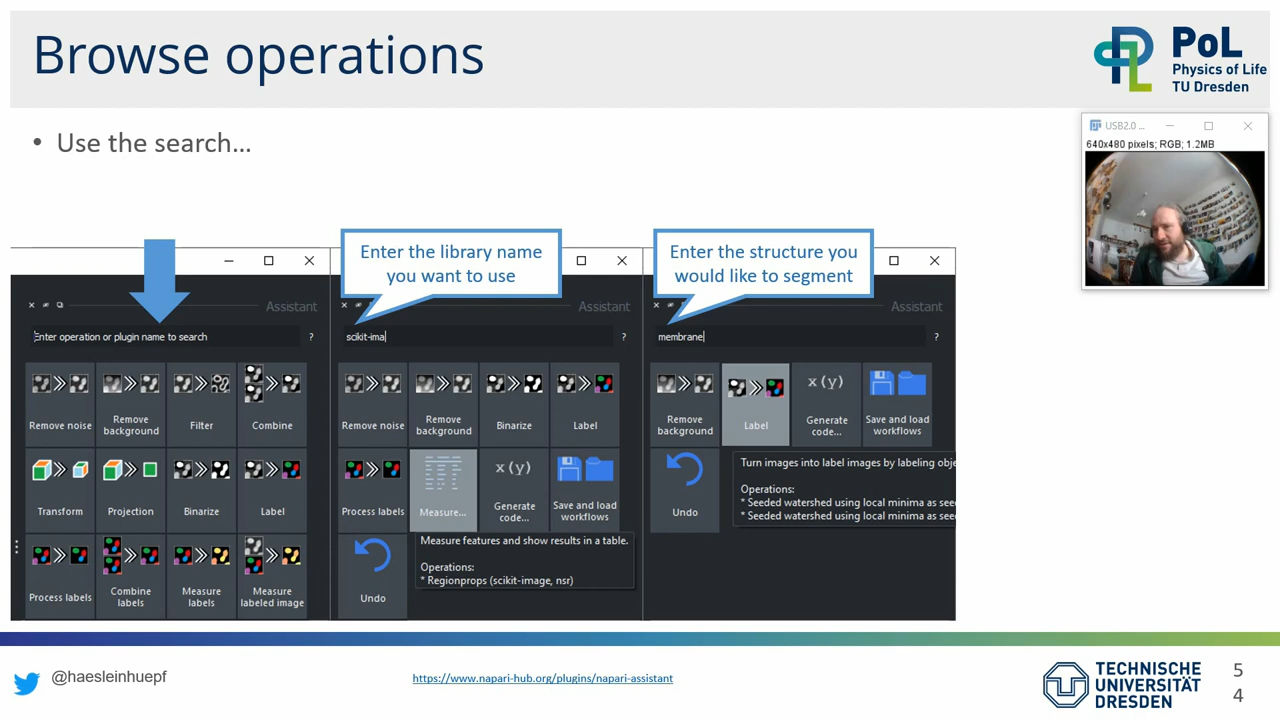 Browse operations
PoL
Physics of Life
TU Dresden
• Use the search...
USB2.0 ...
640x480 pixels; RGB; 1.2MB
Enter the library name
you want to use
Enter the structure you
would like to segment
Assistant
Enter operation or plugin name to search
?
Remove noise
Remove
background
Filter
Combine
Transform
Projection
Binarize
Label
Process labels
Combine
labels
Measure
labels
Measure
labeled image
Assistant
scikit-ima
?
Remove noise
Remove
background
Binarize
Label
Process labels
Measure...
x(y)
Generate
code...
Save and load
workflows
Measure features and show results in a table.
Operations:
* Regionprops (scikit-image, nsr)
Undo
Assistant
membrane
?
Remove
background
Label
x(y)
Generate
code...
Save and load
workflows
Undo
Turn images into label images by labeling obje
Operations:
* Seeded watershed using local minima as see
* Seeded watershed using local minima as see
@haesleinhuepf
https://www.napari-hub.org/plugins/napari-assistant
TECHNISCHE
UNIVERSITÄT
DRESDEN
5
4